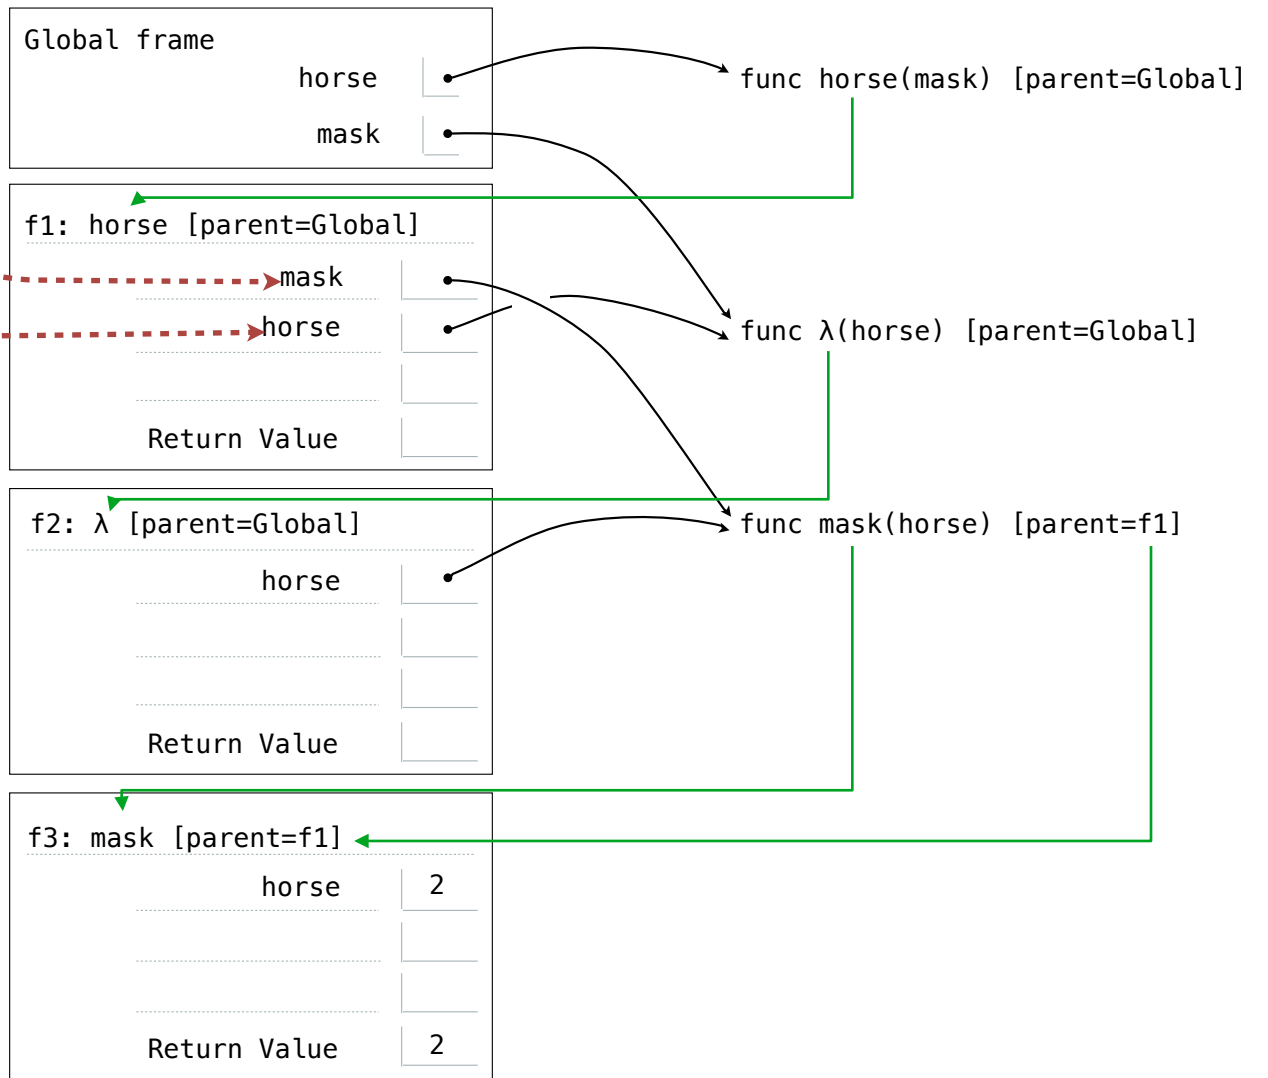 Global frame
horse
func horse(mask) [parent=Global]
mask
f1: horse [parent=Global]
mask
horse
func λ(horse) [parent=Global]
Return Value
f2: λ [parent=Global]
func mask(horse) [parent=f1]
horse
Return Value
f3: mask [parent=f1]
horse 2
Return Value 2